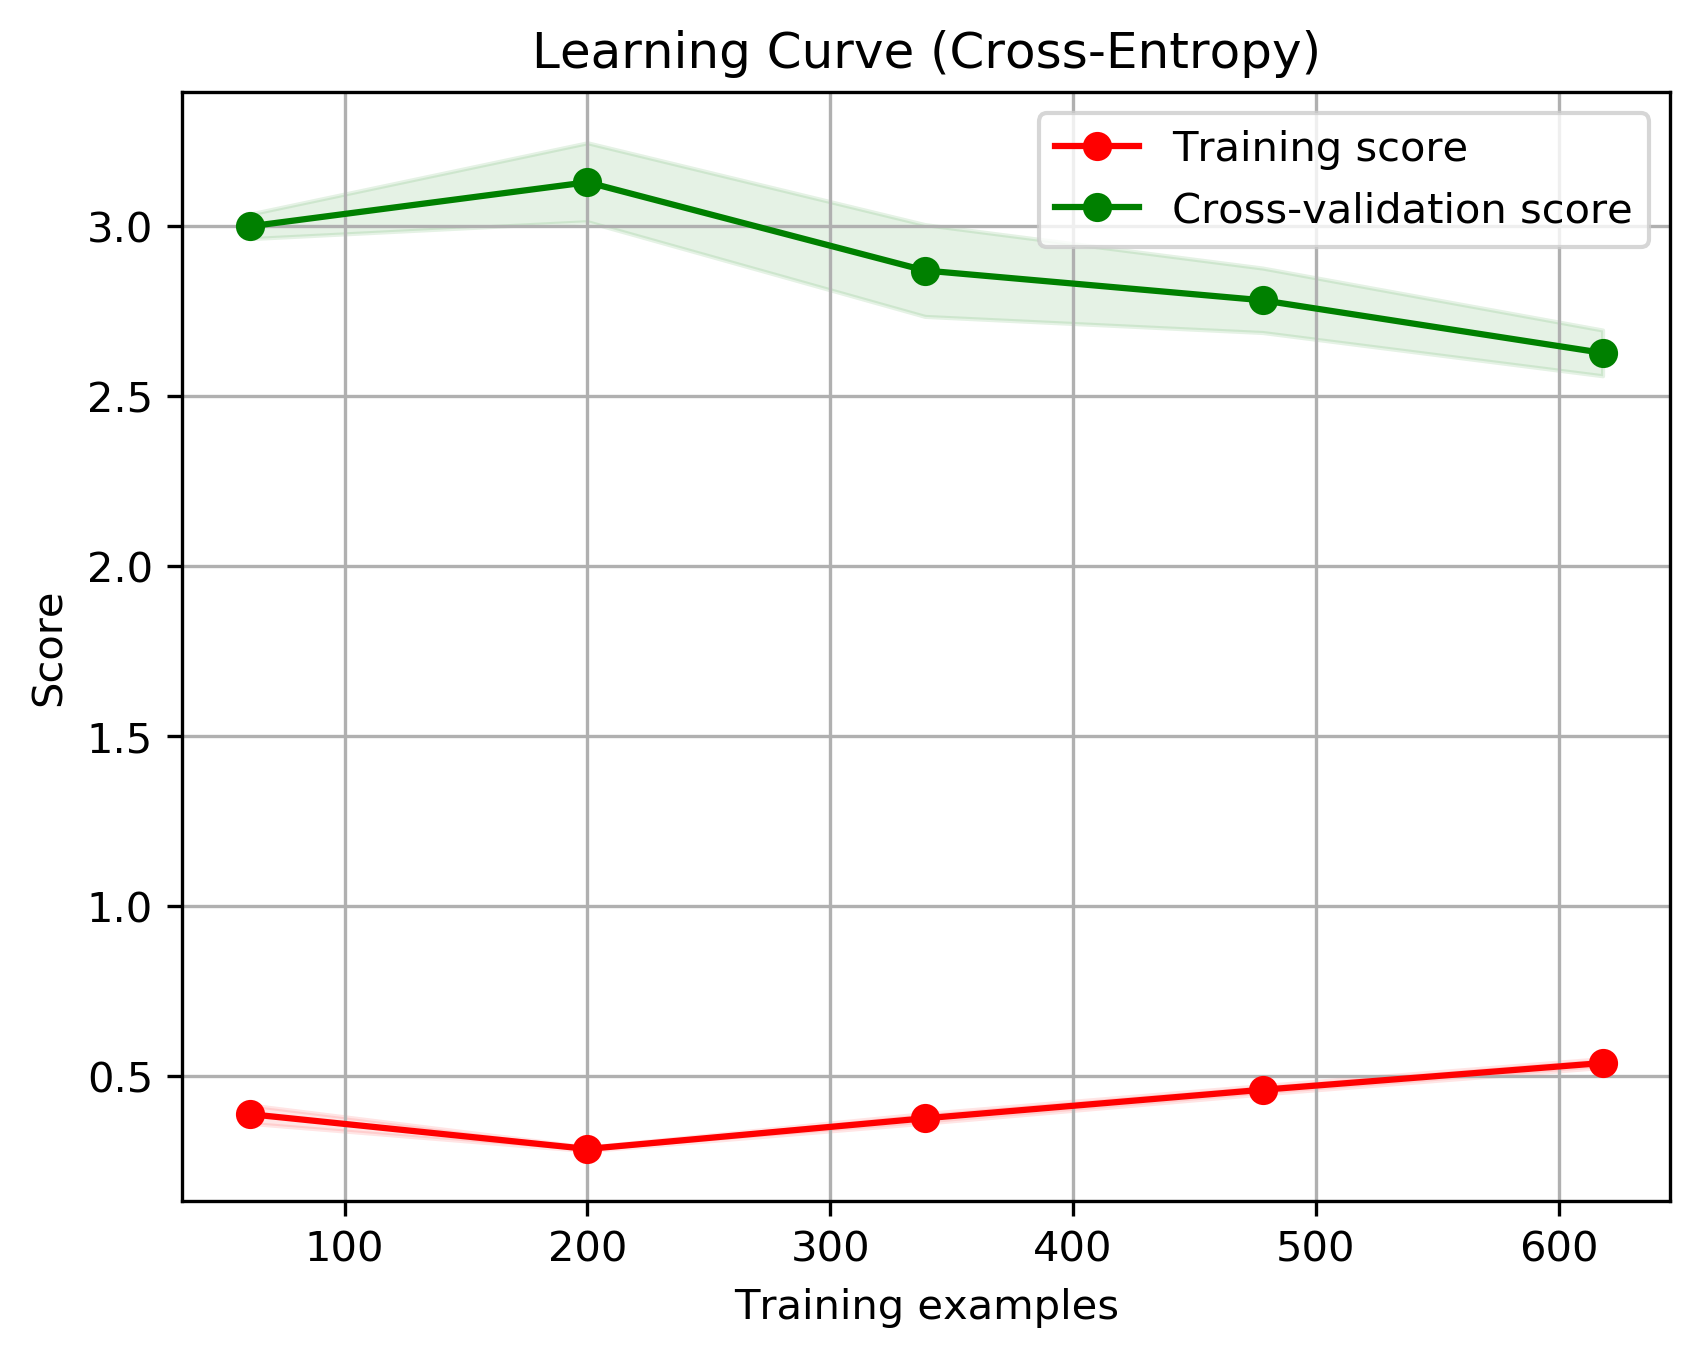 Learning Curve (Cross-Entropy)
Training score
Cross-validation score
3.0
2.5
2.0
1.5
1.0
0.5
Score
100 200 300 400 500 600
Training examples